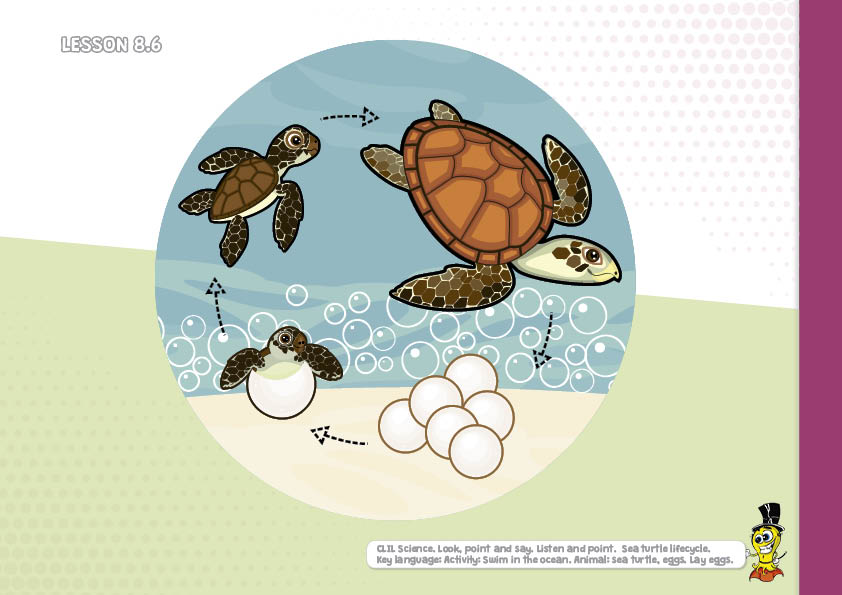 LESSON 8.6
CLIL Science. Look, point and say. Listen and point. Sea turtle lifecycle.
Key language: Activity: Swim in the ocean. Animal: sea turtle, eggs. Lay eggs.